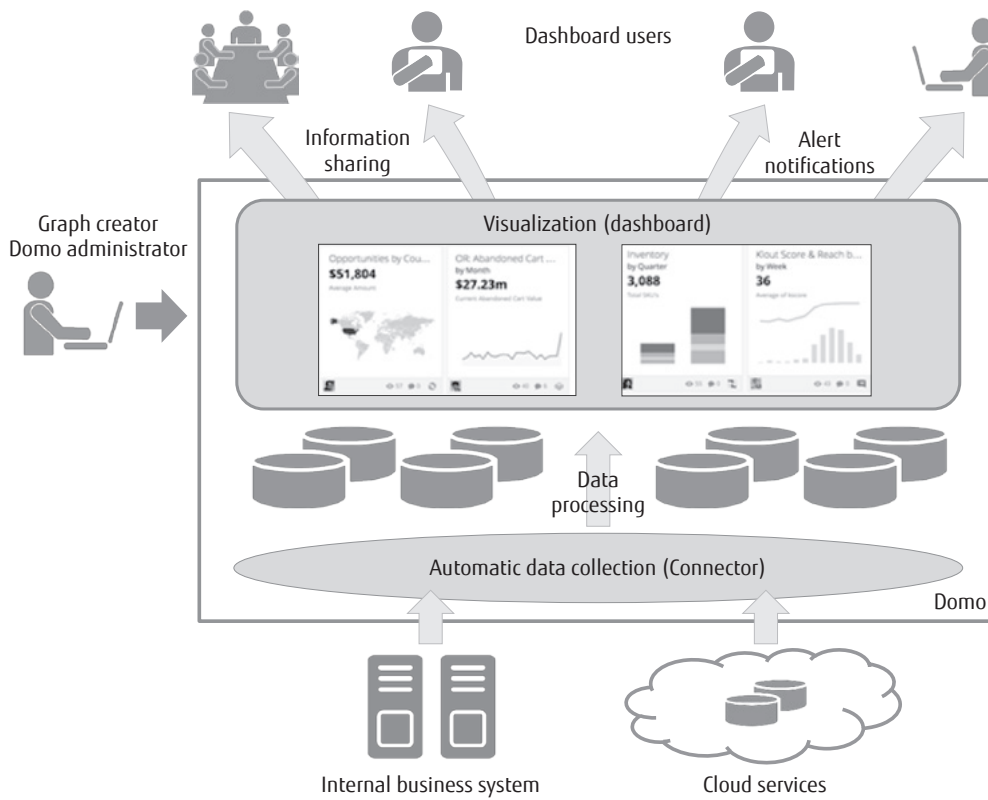 Dashboard users
Information
sharing
Alert
notifications
Graph creator
Domo administrator
Visualization (dashboard)
Opportunities by Cou...
$51,804
Average Amount
OR: Abandoned Cart ...
by Month
$27.23m
Current Abandoned Cart Value
Inventory
by Quarter
3,088
Total SKU's
Klout Score & Reach b...
by Week
36
Average of Kscore
57
40
Data
processing
Automatic data collection (Connector)
Domo
Internal business system
Cloud services